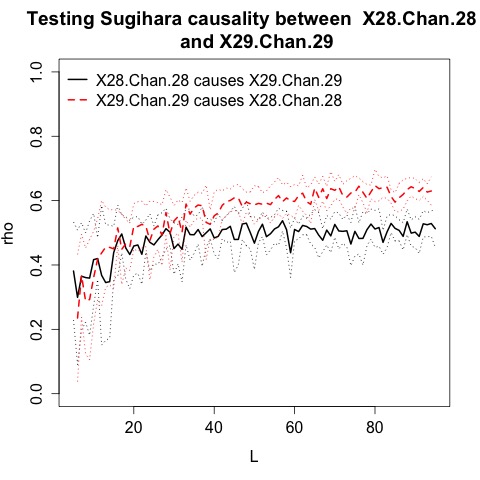 Testing Sugihara causality between X28.Chan.28
and X29.Chan.29
X28.Chan.28 causes X29.Chan.29
X29.Chan.29 causes X28.Chan.28
1.0
0.8
0.6
0.4
0.2
0.0
rho
20 40 60 80
L